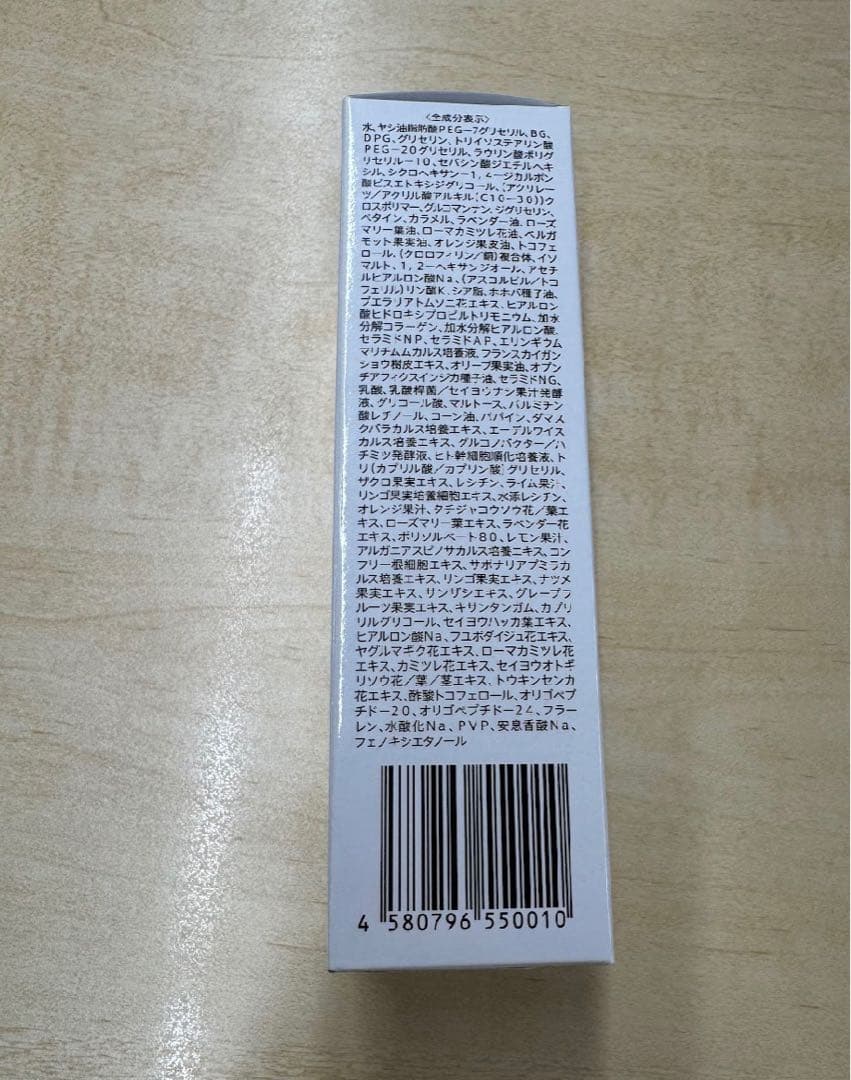 〈全成分表示〉
水、ヤシ油脂肪酸PEG-7グリセリル、BG、
DPG、グリセリン、トリイソステアリン酸
PEG-20グリセリル、ラウリン酸ポリグ
リセリル-10、セバシン酸ジエチルヘキ
シル、シクロヘキサン-1,4-ジカルボン
酸ビスエトキシジグリコール、(アクリレー
ツ/アクリル酸アルキル(C10-30))ク
ロスポリマー、グルコマンナン、ジグリセリン、
ベタイン、カラメル、ラベンダー油、ローズ
マリー葉油、ローマカミツレ花油、ベルガ
モット果実油、オレンジ果皮油、トコフェ
ロール、(クロロフィリン/銅)複合体、イソ
マルト、1,2-ヘキサンジオール、アセチ
ルヒアルロン酸Na、(アスコルビル/トコ
フェリル)リン酸K、シア脂、ホホバ種子油、
プエラリアトムソニ花エキス、ヒアルロン
酸ヒドロキシプロピルトリモニウム、加水
分解コラーゲン、加水分解ヒアルロン酸、
セラミドNP、セラミドAP、エリンギウム
マリチムムカルス培養液、フランスカイガン
ショウ樹皮エキス、オリーブ果実油、オプン
チアフィクスインジカ種子油、セラミドNG、
乳酸、乳酸桿菌/セイヨウナシ果汁発酵
液、グリコール酸、マルトース、パルミチン
酸レチノール、コーン油、パパイン、ダマス
クバラカルス培養エキス、エーデルワイス
カルス培養エキス、グルコノバクター/ハ
チミツ発酵液、ヒト幹細胞順化培養液、ト
リ(カプリル酸/カプリン酸)グリセリル、
ザクロ果実エキス、レシチン、ライム果汁、
リンゴ果実培養細胞エキス、水添レシチン、
オレンジ果汁、タチジャコウソウ花/葉エ
キス、ローズマリー葉エキス、ラベンダー花
エキス、ポリソルベート80、レモン果汁、
アルガニアスピノサカルス培養エキス、コン
フリー根細胞エキス、サポナリアプミラカ
ルス培養エキス、リンゴ果実エキス、ナツメ
果実エキス、サンザシエキス、グレープフ
ルーツ果実エキス、キサンタンガム、カプリ
リルグリコール、セイヨウハッカ葉エキス、
ヒアルロン酸Na、フユボダイジュ花エキス、
ヤグルマギク花エキス、ローマカミツレ花
エキス、カミツレ花エキス、セイヨウオトギ
リソウ花/葉/茎エキス、トウキンセンカ
花エキス、酢酸トコフェロール、オリゴペプ
チド-20、オリゴペプチド-24、フラー
レン、水酸化Na、PVP、安息香酸Na、
フェノキシエタノール
4 580796 550010